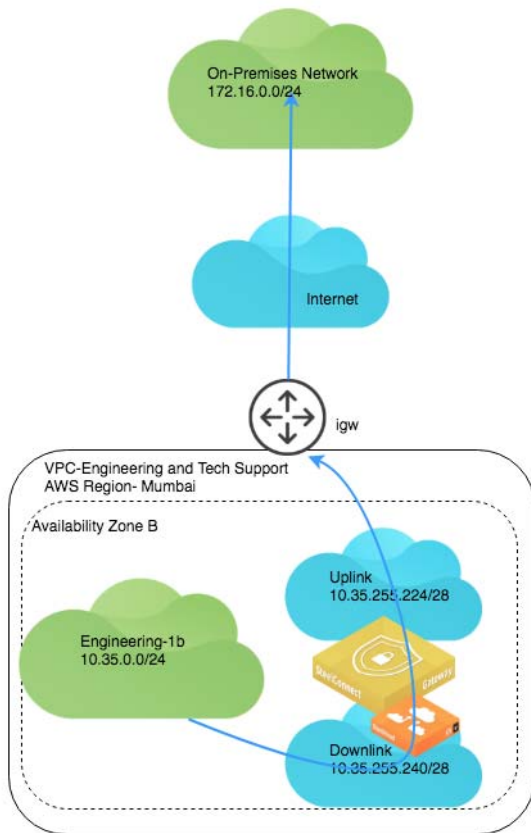 On-Premises Network
172.16.0.0/24
Internet
igw
VPC-Engineering and Tech Support
AWS Region- Mumbai
Availability Zone B
Uplink
10.35.255.224/28
Engineering-1b
10.35.0.0/24
SteelConnect
Gateway
Downlink
10.35.255.240/28